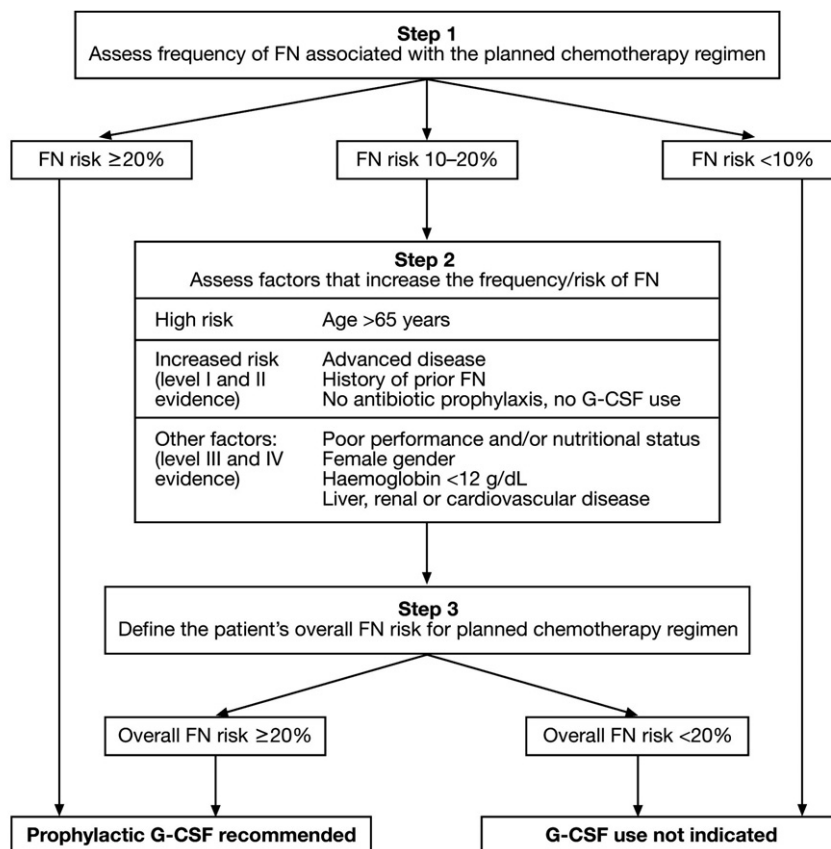 Step 1
Assess frequency of FN associated with the planned chemotherapy regimen
FN risk ≥20%
FN risk 10–20%
FN risk <10%
Step 2
Assess factors that increase the frequency/risk of FN
High risk
Age >65 years
Increased risk
(level I and II
evidence)
Advanced disease
History of prior FN
No antibiotic prophylaxis, no G-CSF use
Other factors:
(level III and IV
evidence)
Poor performance and/or nutritional status
Female gender
Haemoglobin <12 g/dL
Liver, renal or cardiovascular disease
Step 3
Define the patient’s overall FN risk for planned chemotherapy regimen
Overall FN risk ≥20%
Overall FN risk <20%
Prophylactic G-CSF recommended
G-CSF use not indicated